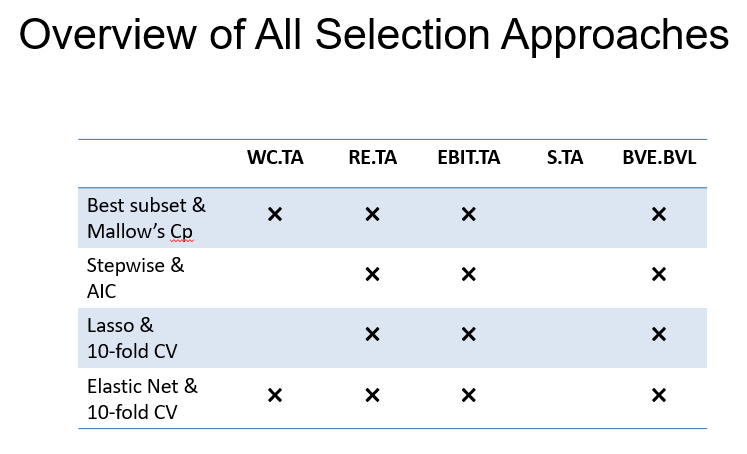 Overview of All Selection Approaches
WC.TA RE.TA EBIT.TA S.TA BVE.BVL
Best subset &
Mallow's Cp
× × × ×
Stepwise &
AIC
× × ×
Lasso &
10-fold CV
× × ×
Elastic Net &
10-fold CV
× × × ×